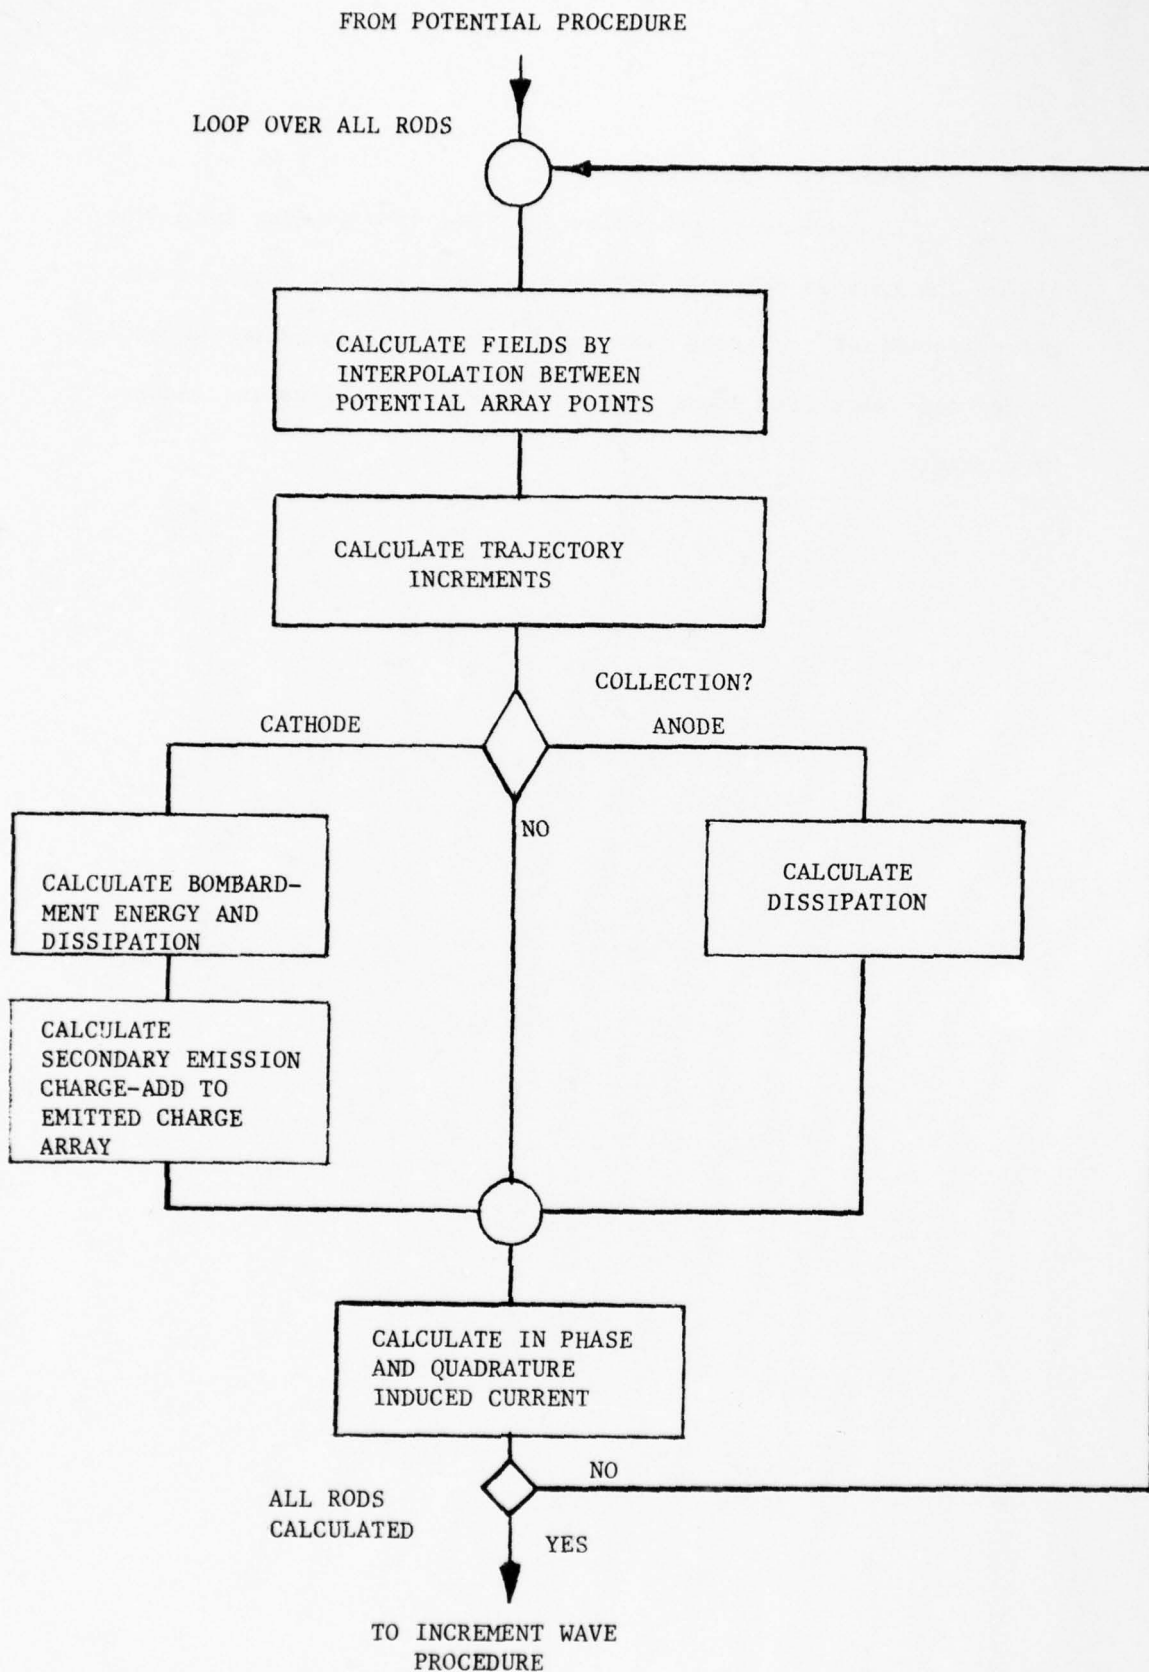 FROM POTENTIAL PROCEDURE
LOOP OVER ALL RODS
CALCULATE FIELDS BY
INTERPOLATION BETWEEN
POTENTIAL ARRAY POINTS
CALCULATE TRAJECTORY
INCREMENTS
COLLECTION?
CATHODE
ANODE
NO
CALCULATE BOMBARD-
MENT ENERGY AND
DISSIPATION
CALCULATE
DISSIPATION
CALCULATE
SECONDARY EMISSION
CHARGE-ADD TO
EMITTED CHARGE
ARRAY
CALCULATE IN PHASE
AND QUADRATURE
INDUCED CURRENT
NO
ALL RODS
CALCULATED
YES
TO INCREMENT WAVE
PROCEDURE